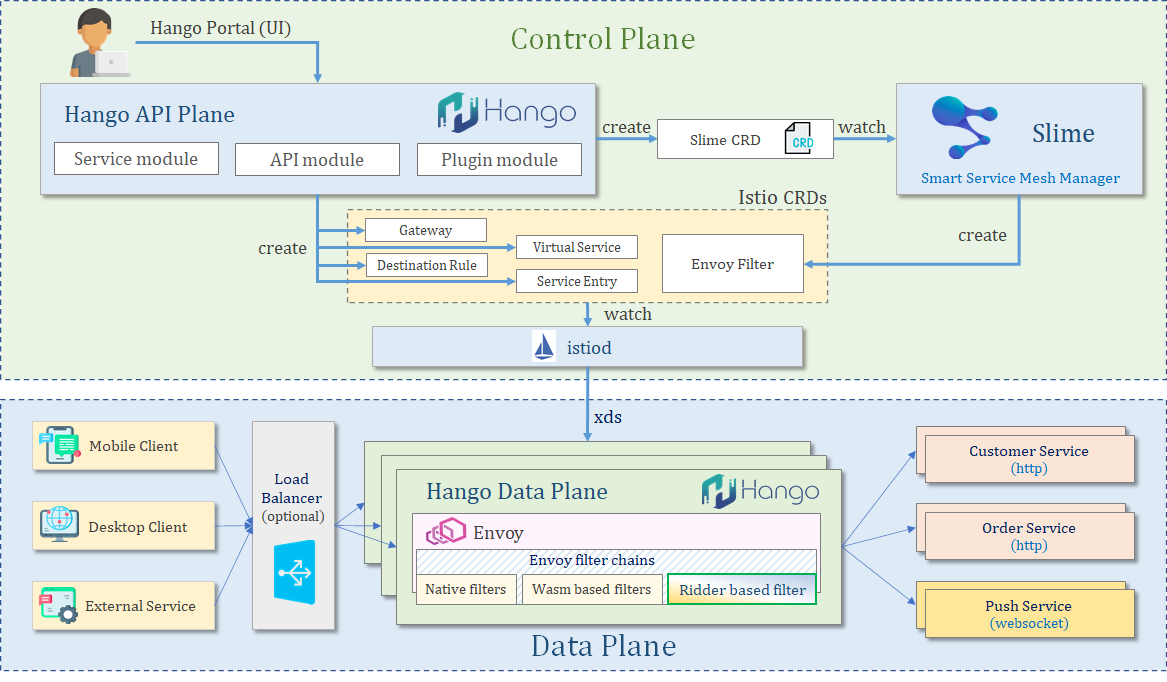 Hango Portal (UI)
Control Plane
Hango API Plane
Hango
Service module
API module
Plugin module
create
Slime CRD
CRD
watch
Slime
Smart Service Mesh Manager
Istio CRDs
create
Gateway
Virtual Service
Destination Rule
Service Entry
Envoy Filter
create
watch
istiod
xds
Mobile Client
Desktop Client
External Service
Load
Balancer
(optional)
Hango Data Plane
Hango
Envoy
Envoy filter chains
Native filters
Wasm based filters
Ridder based filter
Customer Service
(http)
Order Service
(http)
Push Service
(websocket)
Data Plane